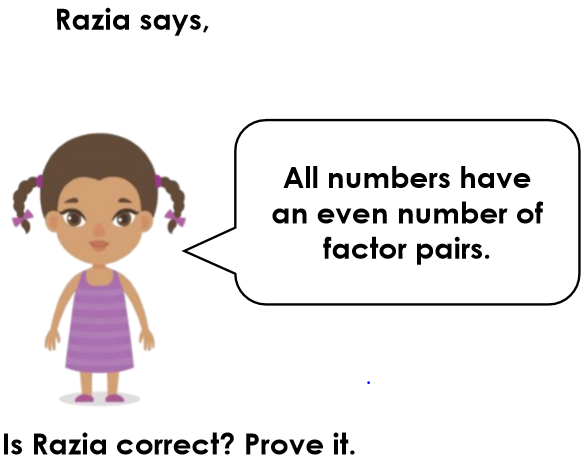 Razia says,
All numbers have
an even number of
factor pairs.
Is Razia correct? Prove it.